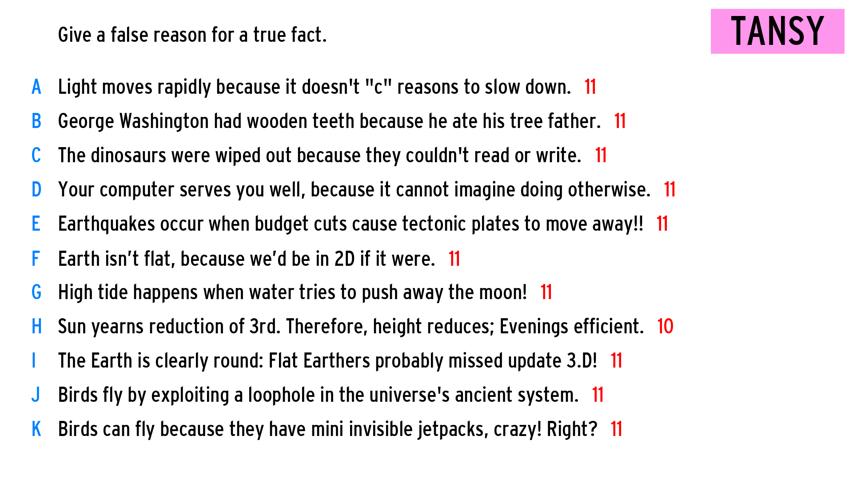 Give a false reason for a true fact.
TANSY
A Light moves rapidly because it doesn't "c" reasons to slow down. 11
B George Washington had wooden teeth because he ate his tree father. 11
C The dinosaurs were wiped out because they couldn't read or write. 11
D Your computer serves you well, because it cannot imagine doing otherwise. 11
E Earthquakes occur when budget cuts cause tectonic plates to move away!! 11
F Earth isn’t flat, because we’d be in 2D if it were. 11
G High tide happens when water tries to push away the moon! 11
H Sun yearns reduction of 3rd. Therefore, height reduces; Evenings efficient. 10
I The Earth is clearly round: Flat Earthers probably missed update 3.D! 11
J Birds fly by exploiting a loophole in the universe's ancient system. 11
K Birds can fly because they have mini invisible jetpacks, crazy! Right? 11